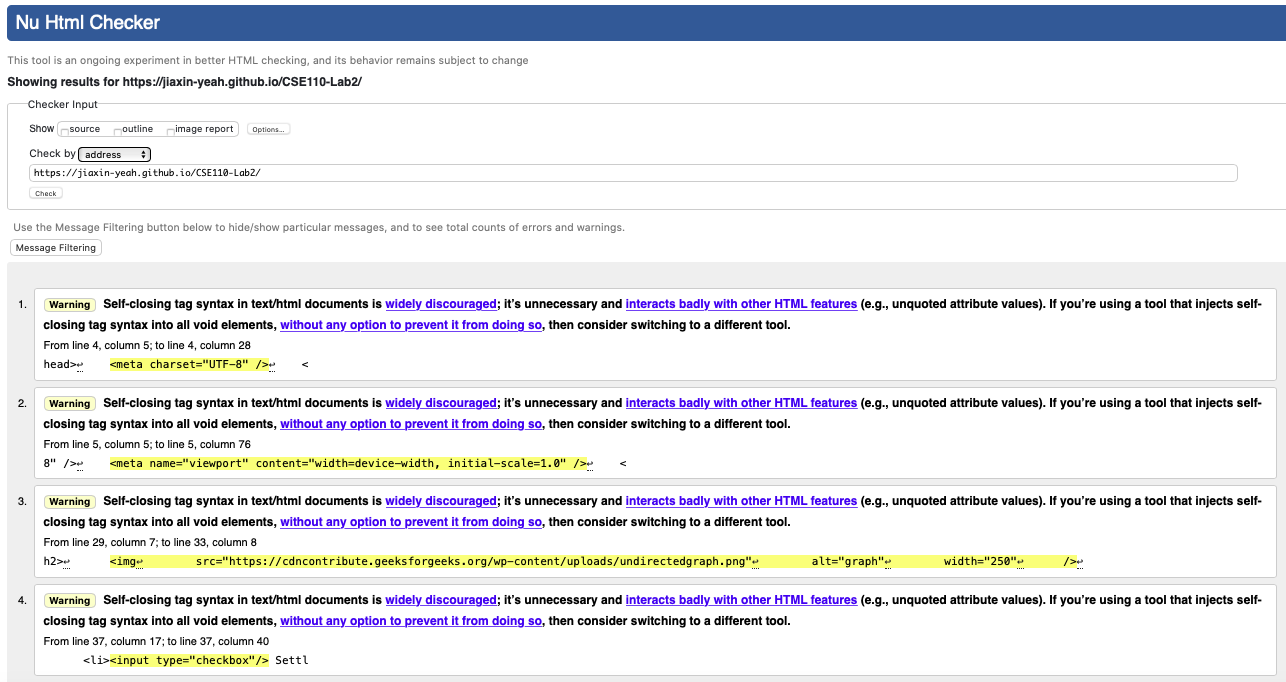 Nu Html Checker
This tool is an ongoing experiment in better HTML checking, and its behavior remains subject to change
Showing results for https://jiaxin-yeah.github.io/CSE110-Lab2/
Checker Input
Show source outline image report Options...
Check by address
https://jiaxin-yeah.github.io/CSE110-Lab2/
Check
Use the Message Filtering button below to hide/show particular messages, and to see total counts of errors and warnings.
Message Filtering
1. Warning Self-closing tag syntax in text/html documents is widely discouraged; it’s unnecessary and interacts badly with other HTML features (e.g., unquoted attribute values). If you’re using a tool that injects self-
closing tag syntax into all void elements, without any option to prevent it from doing so, then consider switching to a different tool.
From line 4, column 5; to line 4, column 28
head>↩    <meta charset="UTF-8" />↩    <
2. Warning Self-closing tag syntax in text/html documents is widely discouraged; it’s unnecessary and interacts badly with other HTML features (e.g., unquoted attribute values). If you’re using a tool that injects self-
closing tag syntax into all void elements, without any option to prevent it from doing so, then consider switching to a different tool.
From line 5, column 5; to line 5, column 76
8" />↩    <meta name="viewport" content="width=device-width, initial-scale=1.0" />↩    <
3. Warning Self-closing tag syntax in text/html documents is widely discouraged; it’s unnecessary and interacts badly with other HTML features (e.g., unquoted attribute values). If you’re using a tool that injects self-
closing tag syntax into all void elements, without any option to prevent it from doing so, then consider switching to a different tool.
From line 29, column 7; to line 33, column 8
h2>↩      <img↩        src="https://cdncontribute.geeksforgeeks.org/wp-content/uploads/undirectedgraph.png"↩        alt="graph"↩        width="250"↩      />↩
4. Warning Self-closing tag syntax in text/html documents is widely discouraged; it’s unnecessary and interacts badly with other HTML features (e.g., unquoted attribute values). If you’re using a tool that injects self-
closing tag syntax into all void elements, without any option to prevent it from doing so, then consider switching to a different tool.
From line 37, column 17; to line 37, column 40
<li><input type="checkbox"/> Settl